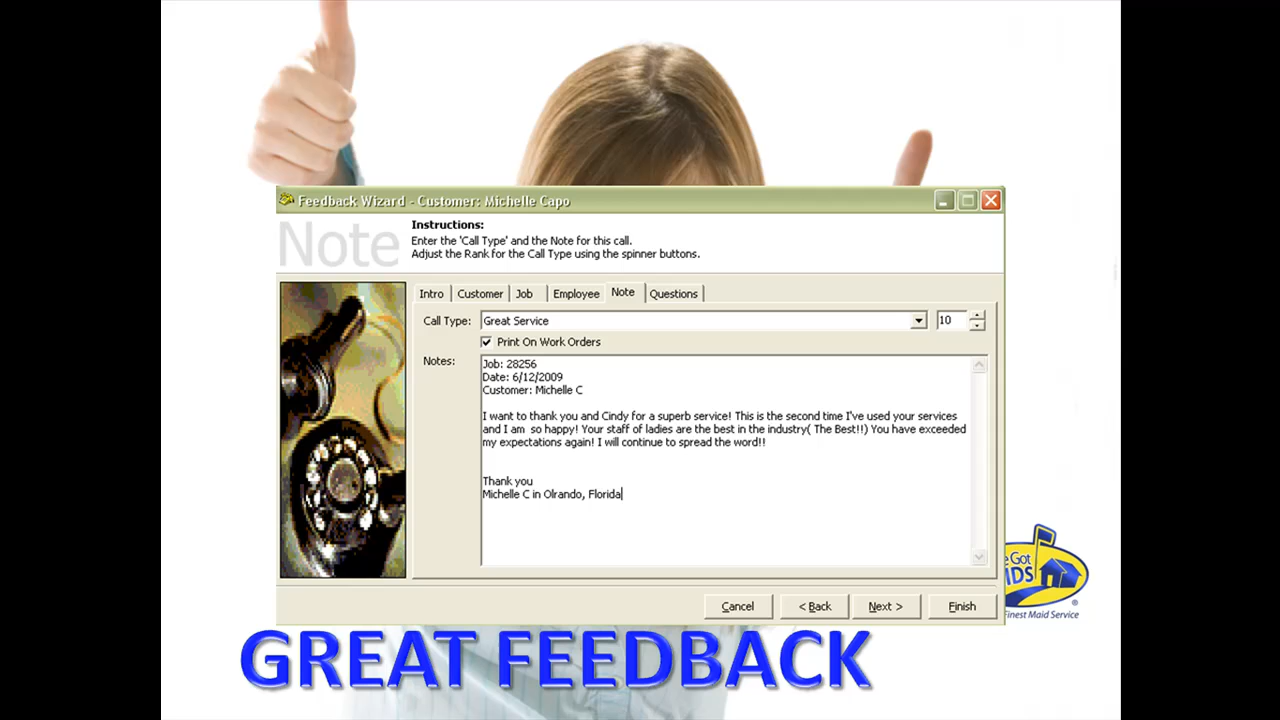 Feedback Wizard - Customer: Michelle Capo
Note
Instructions:
Enter the 'Call Type' and the Note for this call.
Adjust the Rank for the Call Type using the spinner buttons.
Intro Customer Job Employee Note Questions
Call Type: Great Service 10
Print On Work Orders
Notes:
Job: 28256
Date: 6/12/2009
Customer: Michelle C
I want to thank you and Cindy for a superb service! This is the second time I've used your services
and I am so happy! Your staff of ladies are the best in the industry( The Best!!) You have exceeded
my expectations again! I will continue to spread the word!!
Thank you
Michelle C in Olrando, Florida
e Got
IDS
®
Finest Maid Service
Cancel < Back Next > Finish
GREAT FEEDBACK